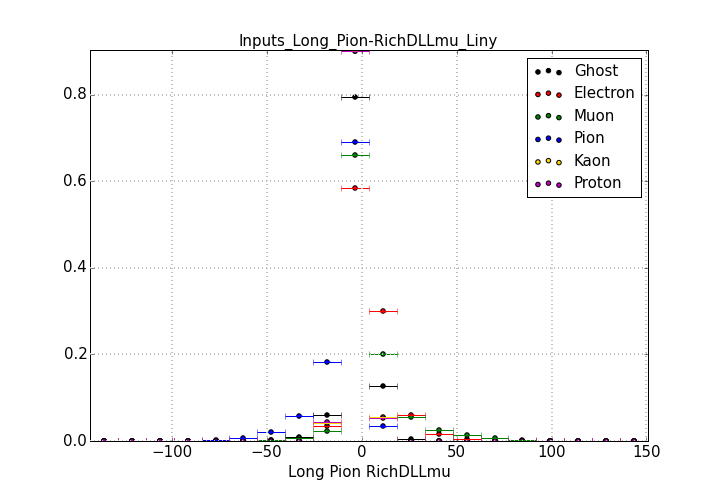 Inputs_Long_Pion-RichDLLmu_Liny
Ghost
Electron
Muon
Pion
Kaon
Proton
0.8
0.6
0.4
0.2
0.0
−100
−50
0
50
100
150
Long Pion RichDLLmu